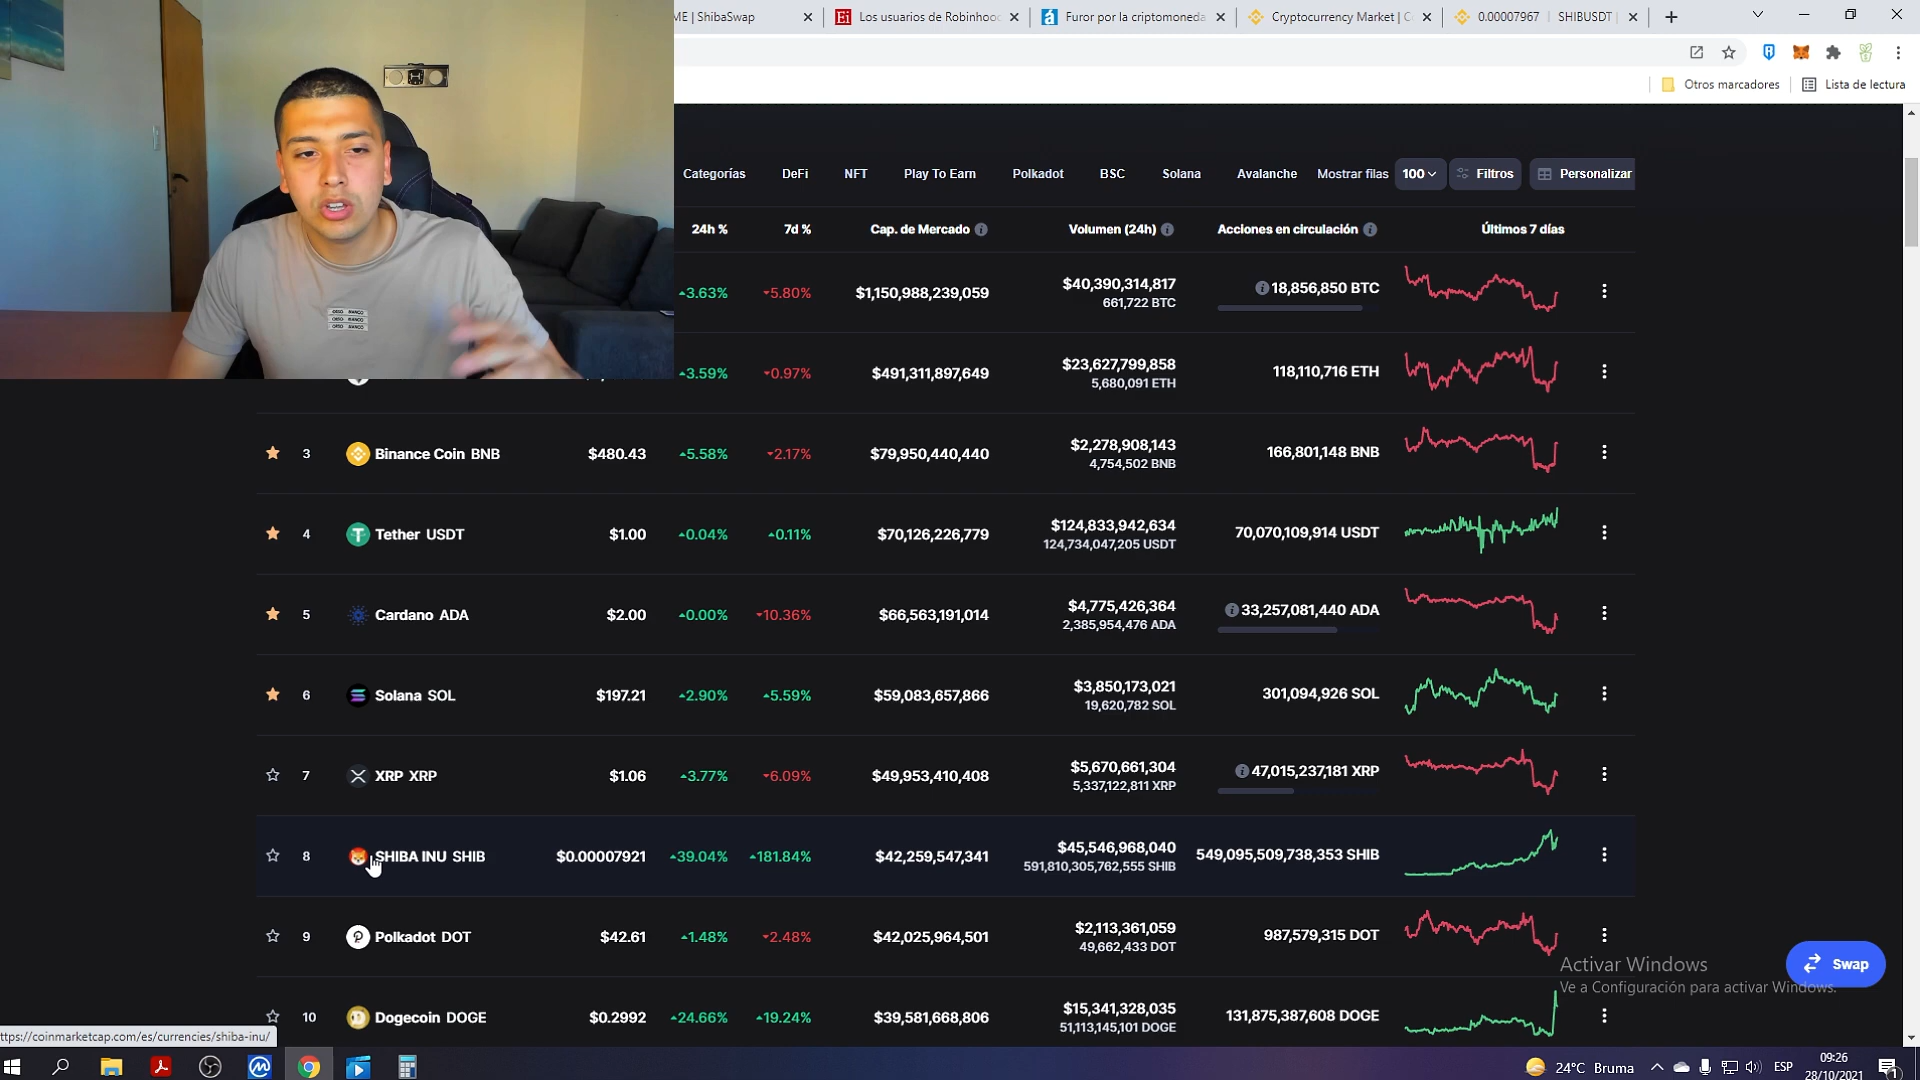 ME | ShibaSwap
Los usuarios de Robinhood
Furor por la criptomoneda
Cryptocurrency Market | C
0.00007967 | SHIBUSDT |
Otros marcadores
Lista de lectura
Categorías DeFi NFT Play To Earn Polkadot BSC Solana Avalanche Mostrar filas 100 Filtros Personalizar
24h % 7d % Cap. de Mercado Volumen (24h) Acciones en circulación Últimos 7 días
3.63% 5.80% $1,150,988,239,059 $40,390,314,817 18,856,850 BTC
661,722 BTC
3.59% 0.97% $491,311,897,649 $23,627,799,858 118,110,716 ETH
5,680,091 ETH
3 Binance Coin BNB $480.43 5.58% 2.17% $79,950,440,440 $2,278,908,143 166,801,148 BNB
4,754,502 BNB
4 Tether USDT $1.00 0.04% 0.11% $70,126,226,779 $124,833,942,634 70,070,109,914 USDT
124,734,047,205 USDT
5 Cardano ADA $2.00 0.00% 10.36% $66,563,191,014 $4,775,426,364 33,257,081,440 ADA
2,385,954,476 ADA
6 Solana SOL $197.21 2.90% 5.59% $59,083,657,866 $3,850,173,021 301,094,926 SOL
19,620,782 SOL
7 XRP XRP $1.06 3.77% 6.09% $49,953,410,408 $5,670,661,304 47,015,237,181 XRP
5,337,122,811 XRP
8 SHIBA INU SHIB $0.00007921 39.04% 181.84% $42,259,547,341 $45,546,968,040 549,095,509,738,353 SHIB
591,810,305,762,555 SHIB
9 Polkadot DOT $42.61 1.48% 2.48% $42,025,964,501 $2,113,361,059 987,579,315 DOT
49,662,433 DOT
Activar Windows
Swap
Ve a Configuración para activar Windows.
10 Dogecoin DOGE $0.2992 24.66% 19.24% $39,581,668,806 $15,341,328,035 131,875,387,608 DOGE
51,113,145,101 DOGE
ttps://coinmarketcap.com/es/currencies/shiba-inu/
24°C Bruma ESP 09:26
28/10/2021